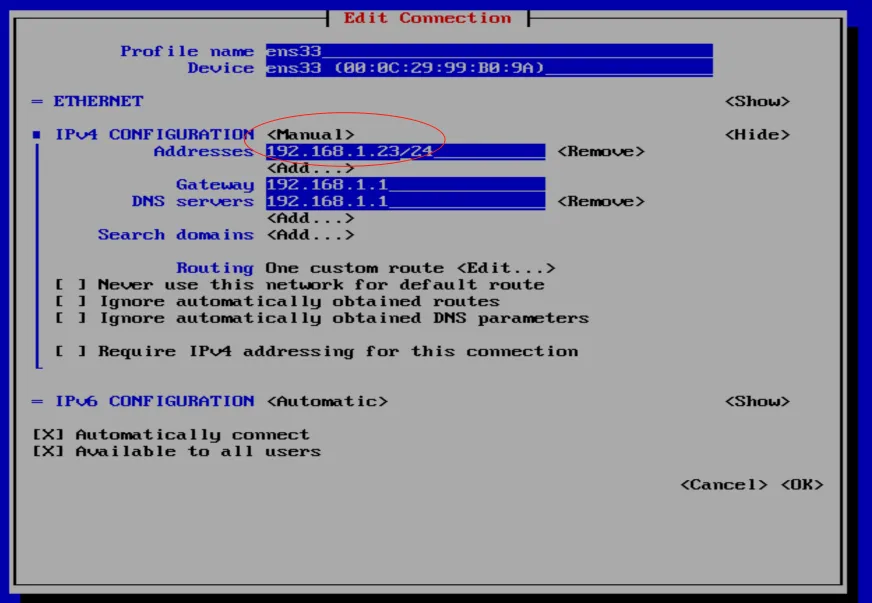 Edit Connection
Profile name ens33
Device ens33 (00:0C:29:99:B0:9A)
= ETHERNET <Show>
IPv4 CONFIGURATION <Manual> <Hide>
Addresses 192.168.1.23/24 <Remove>
<Add...>
Gateway 192.168.1.1
DNS servers 192.168.1.1 <Remove>
<Add...>
Search domains <Add...>
Routing One custom route <Edit...>
[ ] Never use this network for default route
[ ] Ignore automatically obtained routes
[ ] Ignore automatically obtained DNS parameters
[ ] Require IPv4 addressing for this connection
= IPv6 CONFIGURATION <Automatic> <Show>
[X] Automatically connect
[X] Available to all users
<Cancel> <OK>